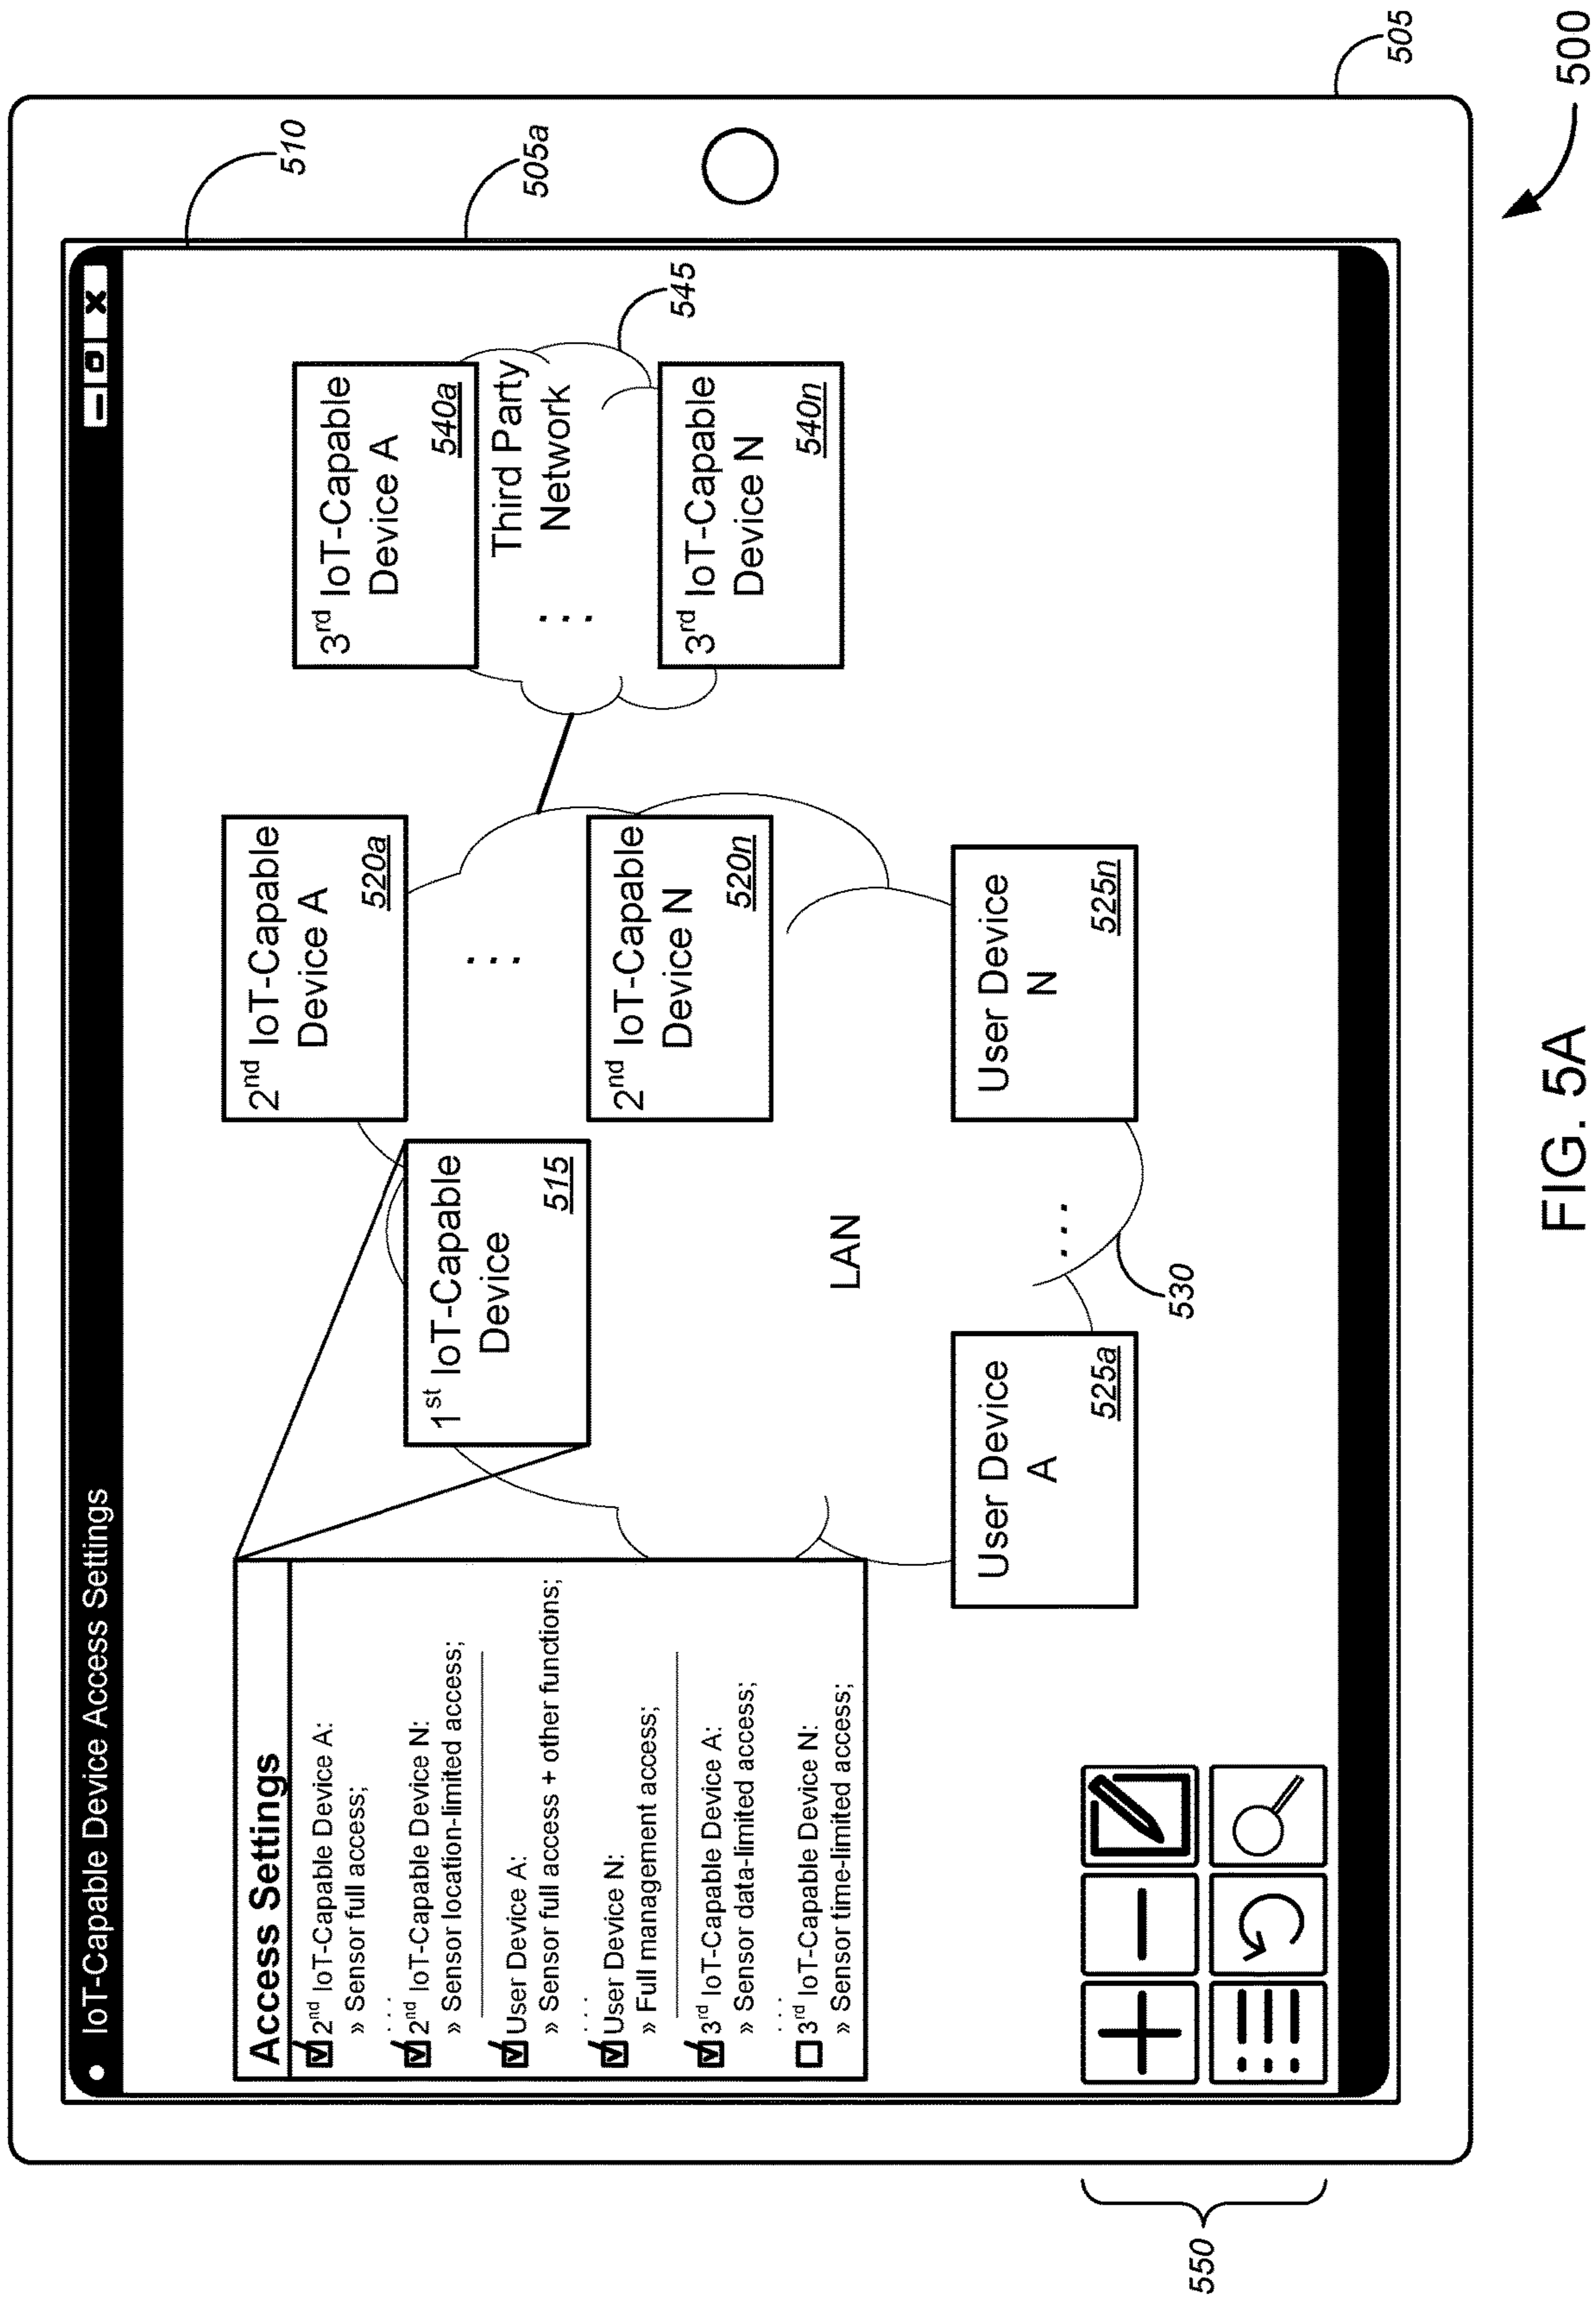 IoT-Capable Device Access Settings
510
505a
505
500
Access Settings
2nd IoT-Capable Device A:
» Sensor full access;
. . .
2nd IoT-Capable Device N:
» Sensor location-limited access;
User Device A:
» Sensor full access + other functions;
. . .
User Device N:
» Full management access;
3rd IoT-Capable Device A:
» Sensor data-limited access;
. . .
3rd IoT-Capable Device N:
» Sensor time-limited access;
1st IoT-Capable
Device
515
2nd IoT-Capable
Device A
520a
. . .
2nd IoT-Capable
Device N
520n
3rd IoT-Capable
Device A
540a
Third Party
Network
. . .
545
3rd IoT-Capable
Device N
540n
LAN
User Device
A
525a
. . .
530
User Device
N
525n
550
FIG. 5A